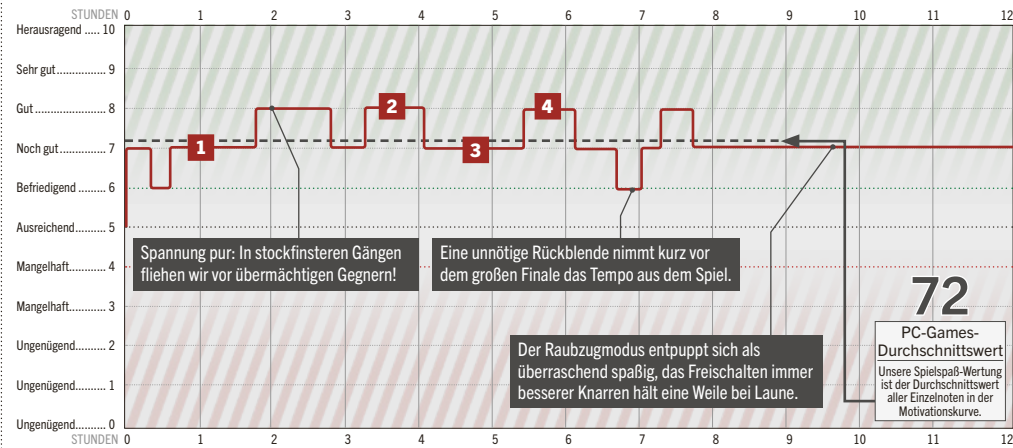 STUNDEN 0 1 2 3 4 5 6 7 8 9 10 11 12
Herausragend ..... 10
Sehr gut............... 9
Gut...................... 8
Noch gut............... 7
Befriedigend ........ 6
Ausreichend......... 5
Mangelhaft........... 4
Mangelhaft........... 3
Ungenügend.......... 2
Ungenügend.......... 1
Ungenügend.......... 0
1
2
3
4
Spannung pur: In stockfinsteren Gängen
fliehen wir vor übermächtigen Gegnern!
Eine unnötige Rückblende nimmt kurz vor
dem großen Finale das Tempo aus dem Spiel.
Der Raubzugmodus entpuppt sich als
überraschend spaßig, das Freischalten immer
besserer Knarren hält eine Weile bei Laune.
72
PC-Games-
Durchschnittswert
Unsere Spielspaß-Wertung
ist der Durchschnittswert
aller Einzelnoten in der
Motivationskurve.
STUNDEN 0 1 2 3 4 5 6 7 8 9 10 11 12